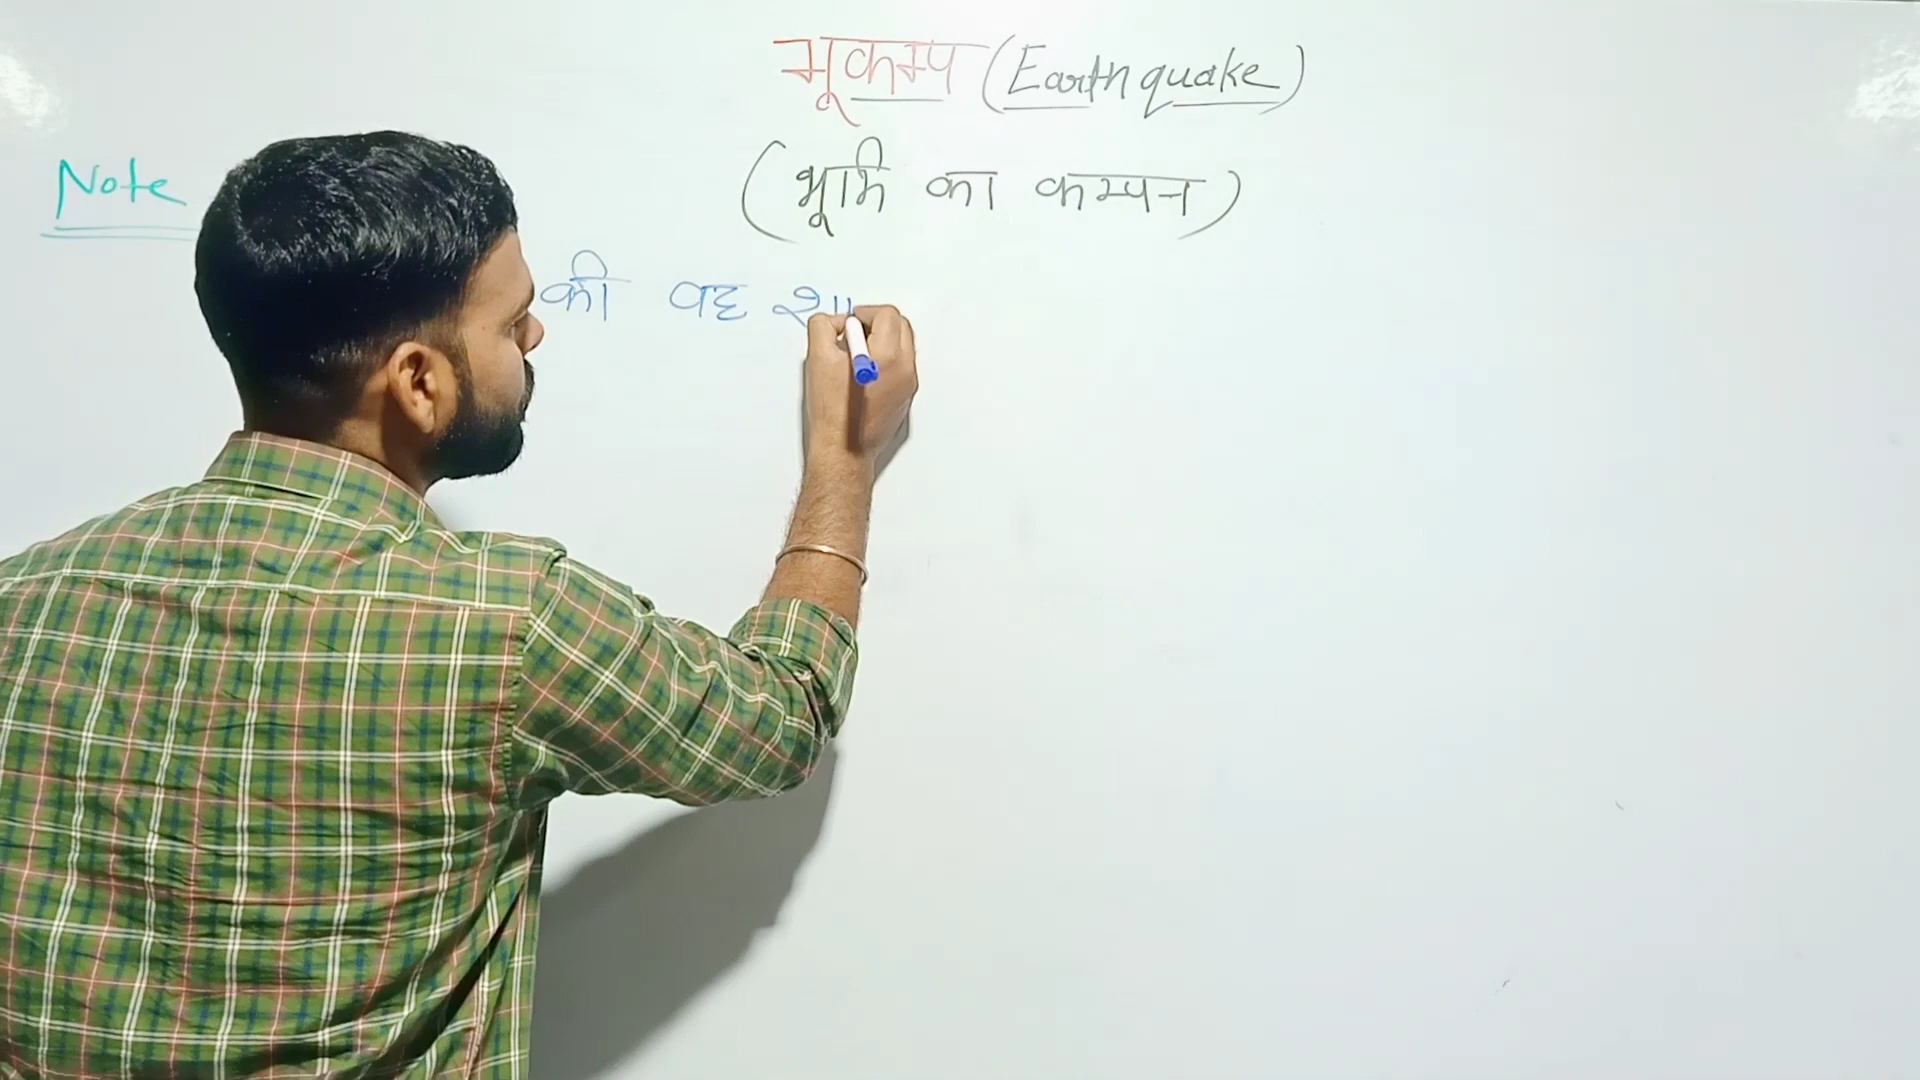 भूकम्प (Earthquake)
(भूमि का कम्पन)
Note
की वह